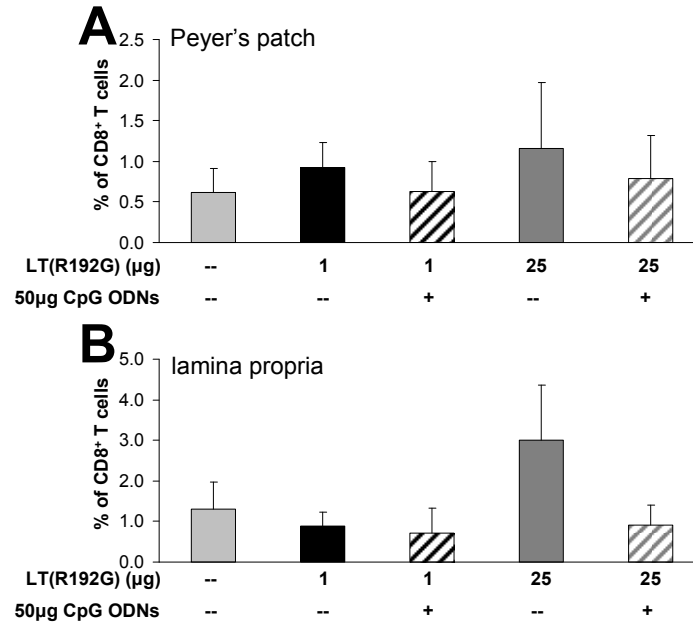 A Peyer's patch
% of CD8⁺ T cells
2.5
2.0
1.5
1.0
0.5
0.0
LT(R192G) (µg) -- 1 1 25 25
50µg CpG ODNs -- -- + -- +
B lamina propria
% of CD8⁺ T cells
5.0
4.0
3.0
2.0
1.0
0.0
LT(R192G) (µg) -- 1 1 25 25
50µg CpG ODNs -- -- + -- +